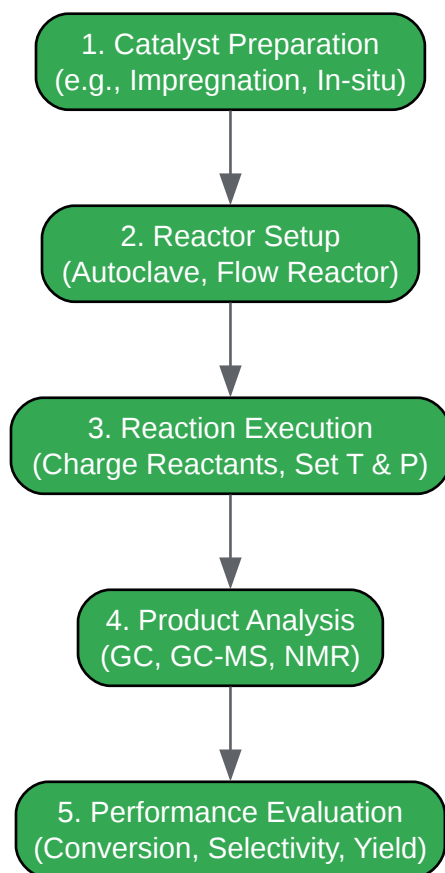 1. Catalyst Preparation
(e.g., Impregnation, In-situ)
2. Reactor Setup
(Autoclave, Flow Reactor)
3. Reaction Execution
(Charge Reactants, Set T & P)
4. Product Analysis
(GC, GC-MS, NMR)
5. Performance Evaluation
(Conversion, Selectivity, Yield)